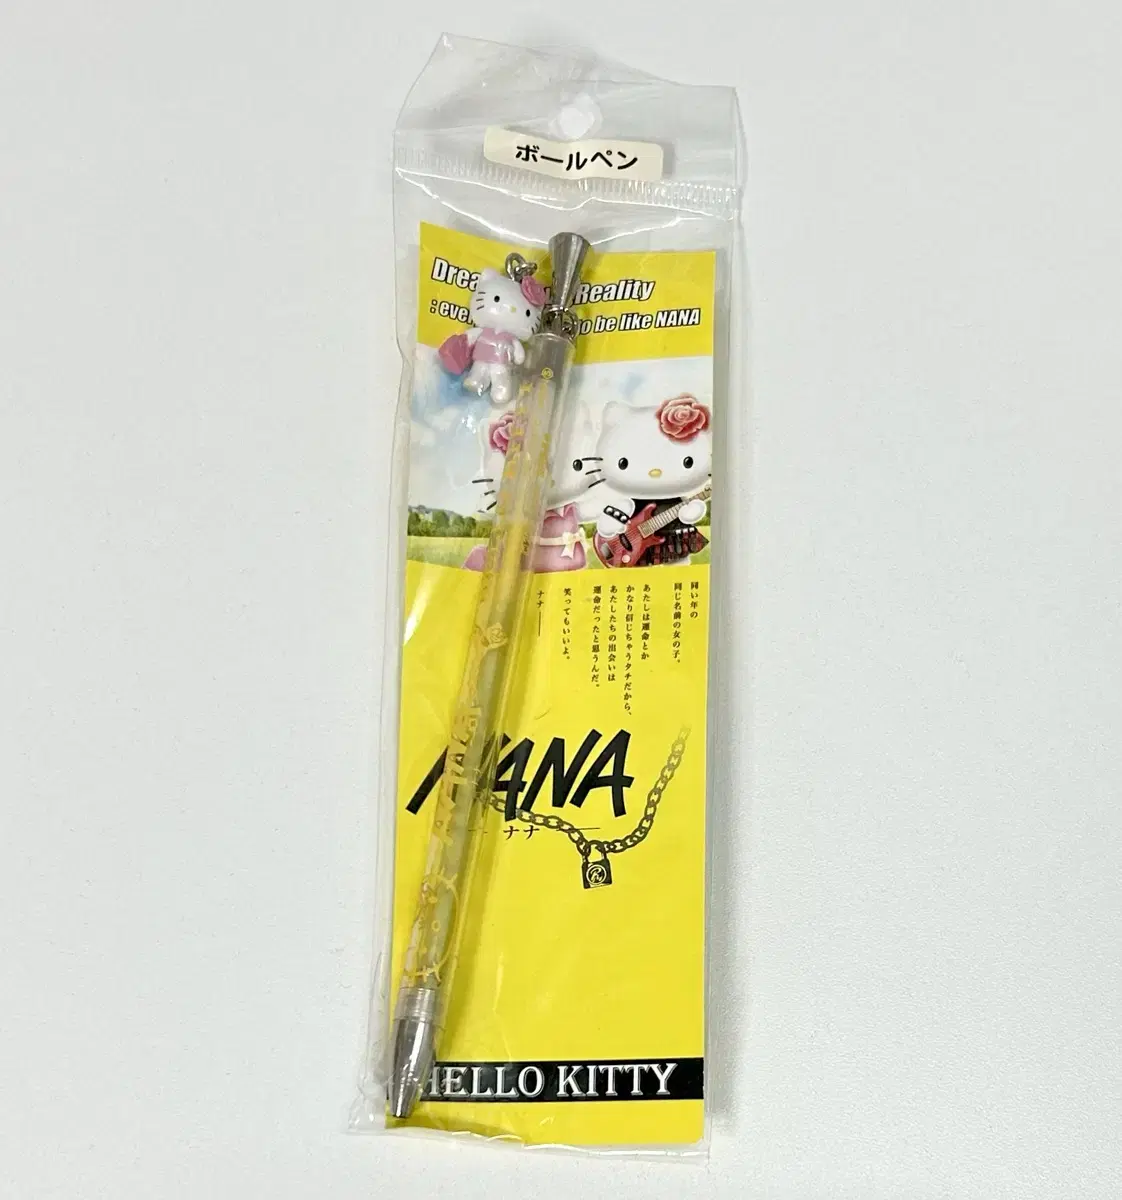 ボールペン
Reality
be like NANA
同い年の
同じ名前の女の子。
あたしは運命とか
かなり信じちゃうタチだから、
あたしたちの出会いは
運命だったと思うんだ。
笑ってもいいよ。
ナナ——
NANA
ナナ
HELLO KITTY